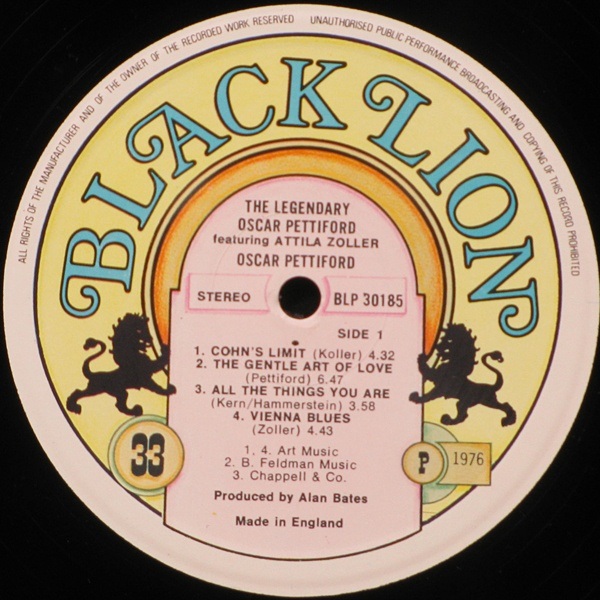 ALL RIGHTS OF THE MANUFACTURER AND OF THE OWNER OF THE RECORDED WORK RESERVED
UNAUTHORISED PUBLIC PERFORMANCE BROADCASTING AND COPYING OF THIS RECORD PROHIBITED
BLACK LION
THE LEGENDARY
OSCAR PETTIFORD
featuring ATTILA ZOLLER
OSCAR PETTIFORD
STEREO
BLP 30185
SIDE 1
1. COHN'S LIMIT (Koller) 4.32
2. THE GENTLE ART OF LOVE
(Pettiford) 6.47
3. ALL THE THINGS YOU ARE
(Kern/Hammerstein) 3.58
4. VIENNA BLUES
(Zoller) 4.43
1, 4. Art Music
2. B. Feldman Music
3. Chappell & Co.
33
P 1976
Produced by Alan Bates
Made in England